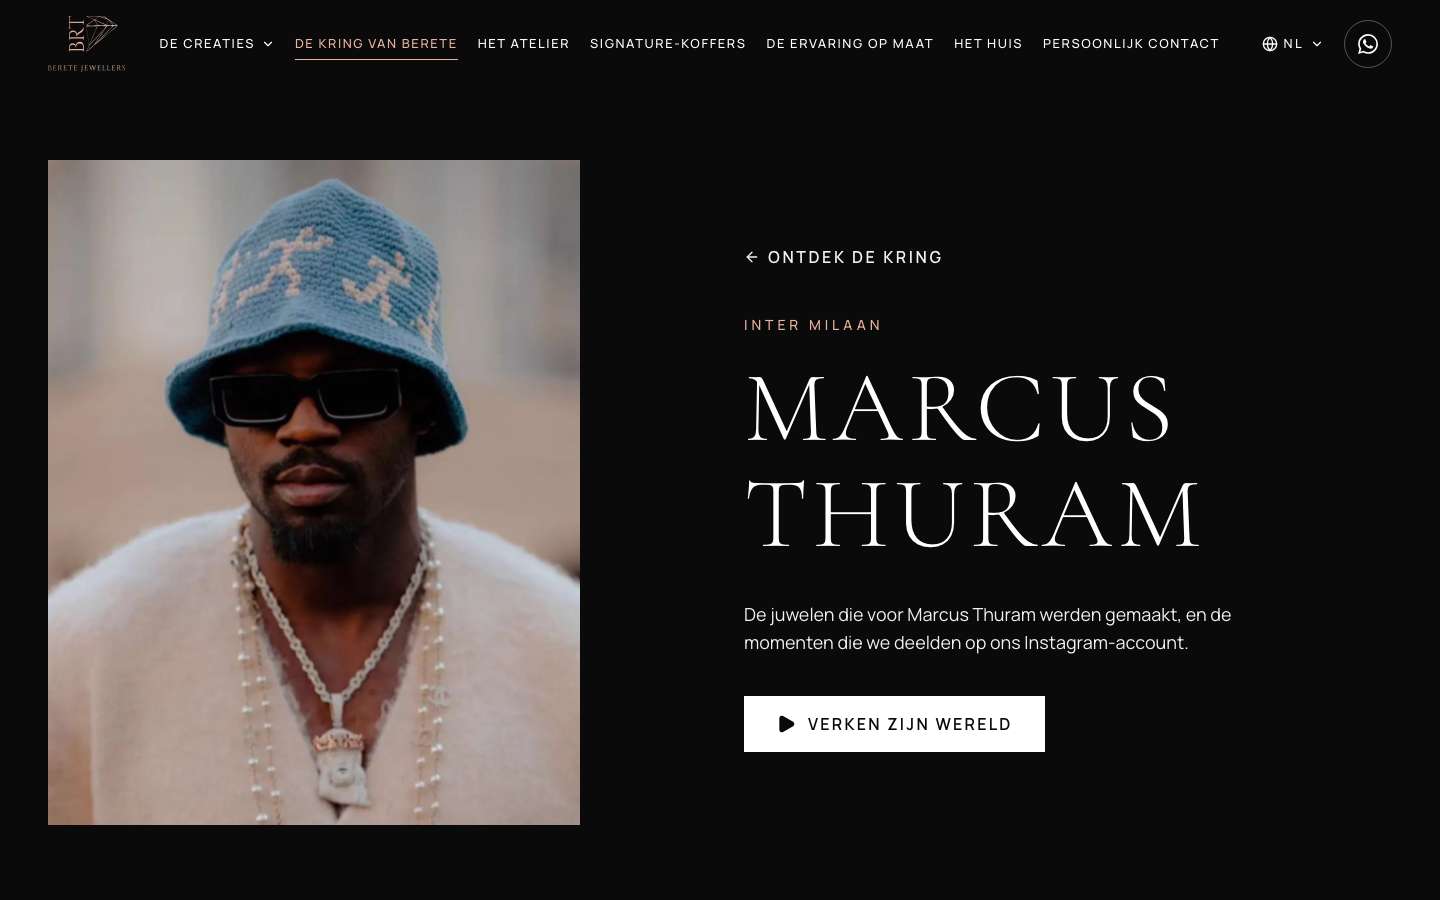 BRT
BERETE JEWELLERS
DE CREATIES
DE KRING VAN BERETE
HET ATELIER
SIGNATURE-KOFFERS
DE ERVARING OP MAAT
HET HUIS
PERSOONLIJK CONTACT
NL
← ONTDEK DE KRING
INTER MILAAN
MARCUS
THURAM
De juwelen die voor Marcus Thuram werden gemaakt, en de
momenten die we deelden op ons Instagram-account.
VERKEN ZIJN WERELD